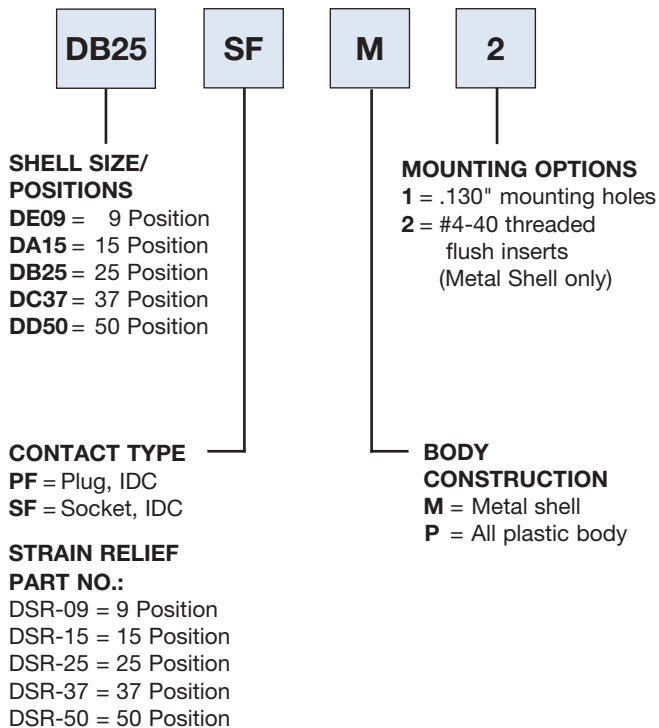 DB25 SF M 2
SHELL SIZE/
POSITIONS
DE09 = 9 Position
DA15 = 15 Position
DB25 = 25 Position
DC37 = 37 Position
DD50 = 50 Position
MOUNTING OPTIONS
1 = .130" mounting holes
2 = #4-40 threaded
flush inserts
(Metal Shell only)
CONTACT TYPE
PF = Plug, IDC
SF = Socket, IDC
BODY
CONSTRUCTION
M = Metal shell
P = All plastic body
STRAIN RELIEF
PART NO.:
DSR-09 = 9 Position
DSR-15 = 15 Position
DSR-25 = 25 Position
DSR-37 = 37 Position
DSR-50 = 50 Position